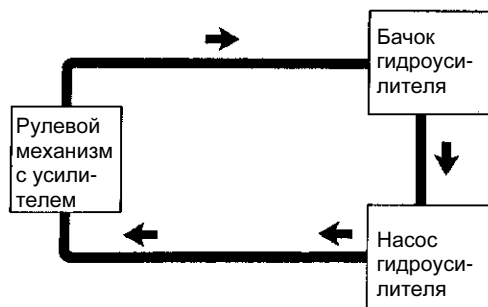 Бачок
гидроуси-
лителя
Рулевой
механизм
с усили-
телем
Насос
гидроуси-
лителя